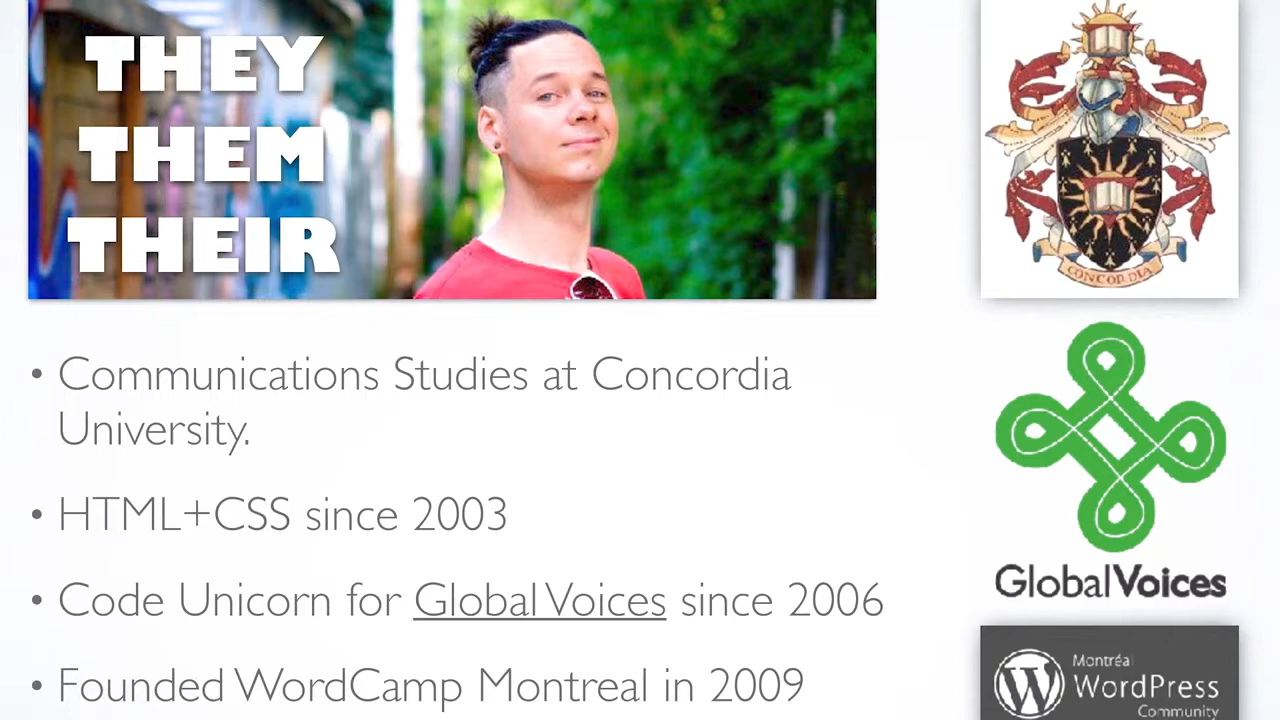 THEY
THEM
THEIR
CONCORDIA
• Communications Studies at Concordia
University.
• HTML+CSS since 2003
• Code Unicorn for Global Voices since 2006
• Founded WordCamp Montreal in 2009
GlobalVoices
Montréal
WordPress
Community